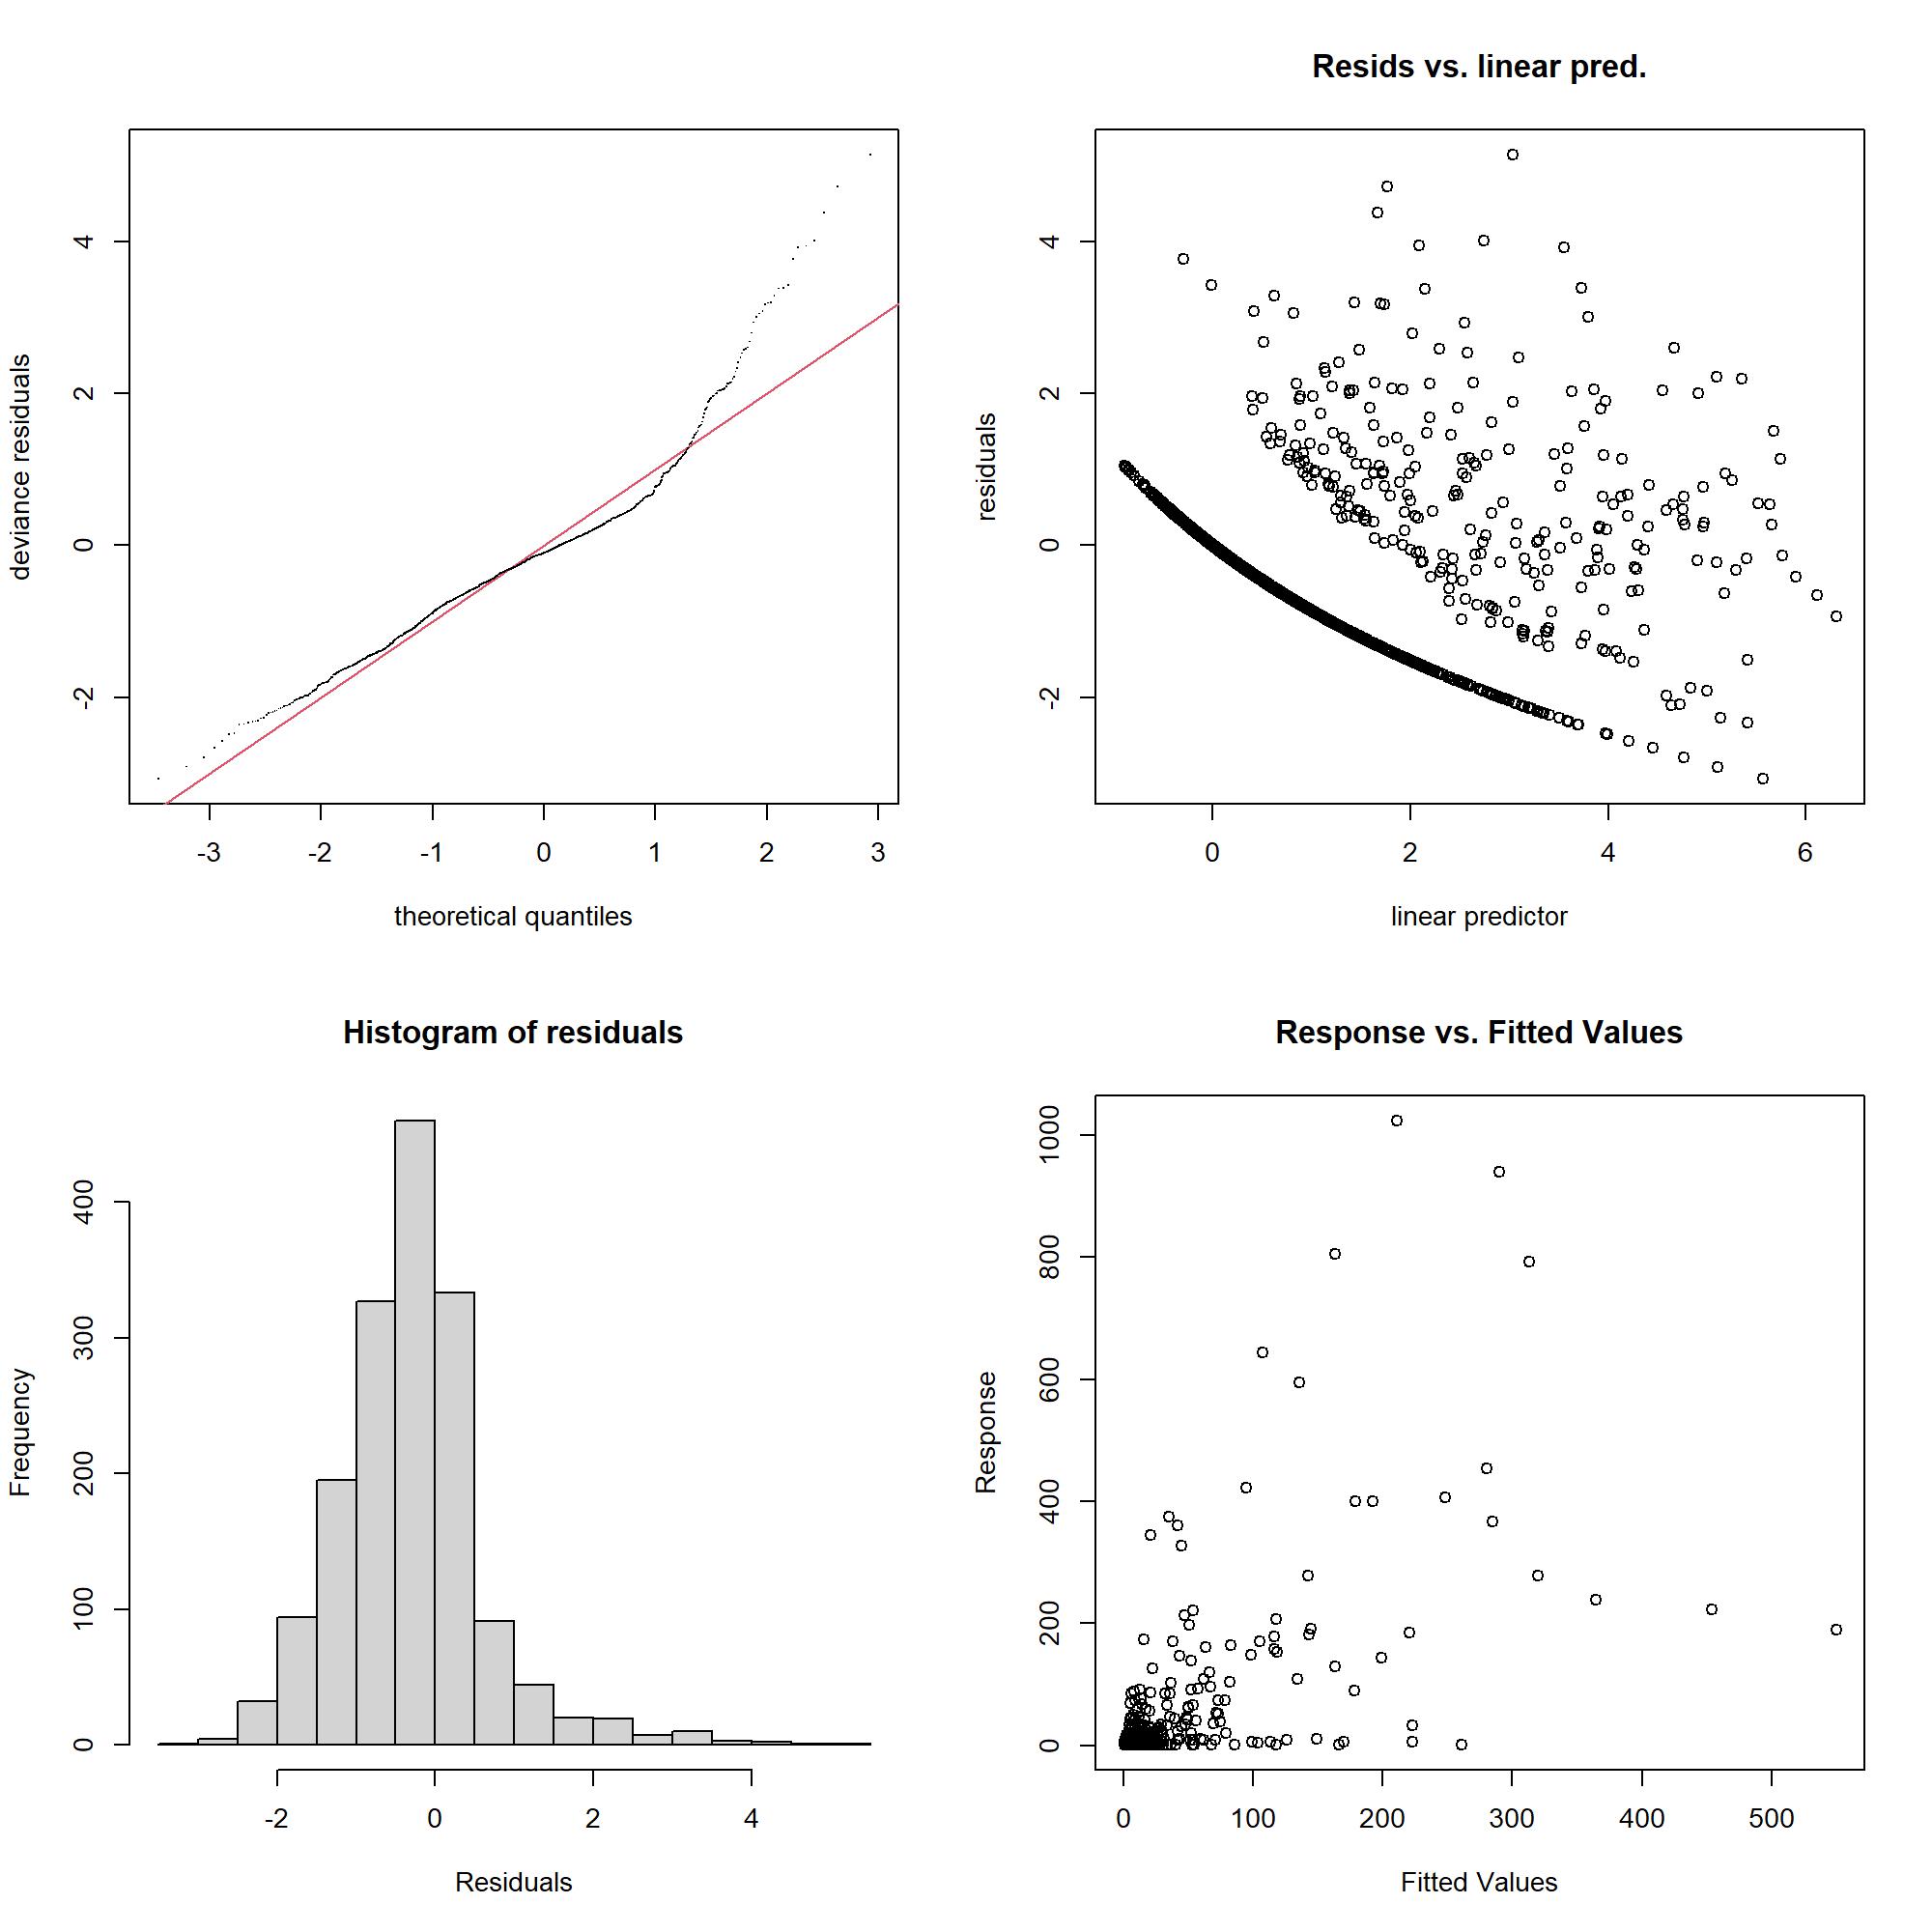 deviance residuals
4
2
0
-2
-3 -2 -1 0 1 2 3
theoretical quantiles
Resids vs. linear pred.
residuals
4
2
0
-2
0 2 4 6
linear predictor
Histogram of residuals
Frequency
400
300
200
100
0
-2 0 2 4
Residuals
Response vs. Fitted Values
Response
1000
800
600
400
200
0
0 100 200 300 400 500
Fitted Values